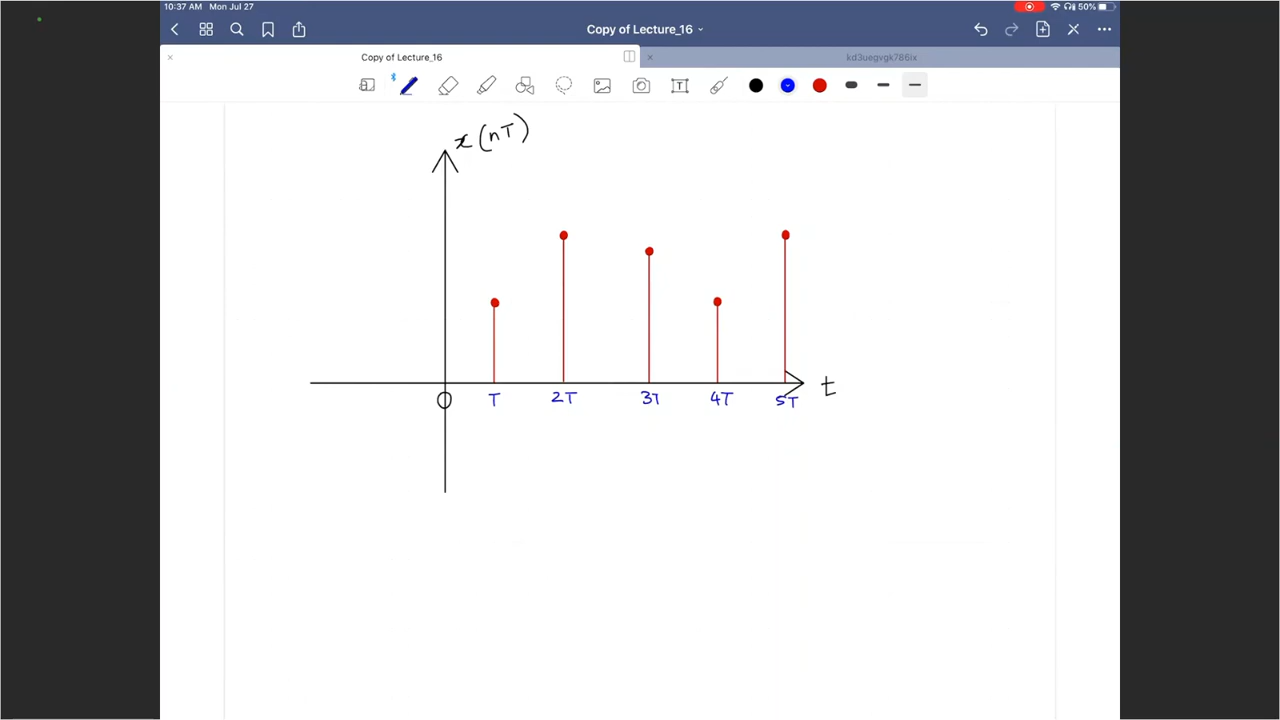 10:37 AM Mon Jul 27
50%
Copy of Lecture_16
Copy of Lecture_16
kd3uegvgk786ix
T
x(nT)
t
0 T 2T 3T 4T 5T